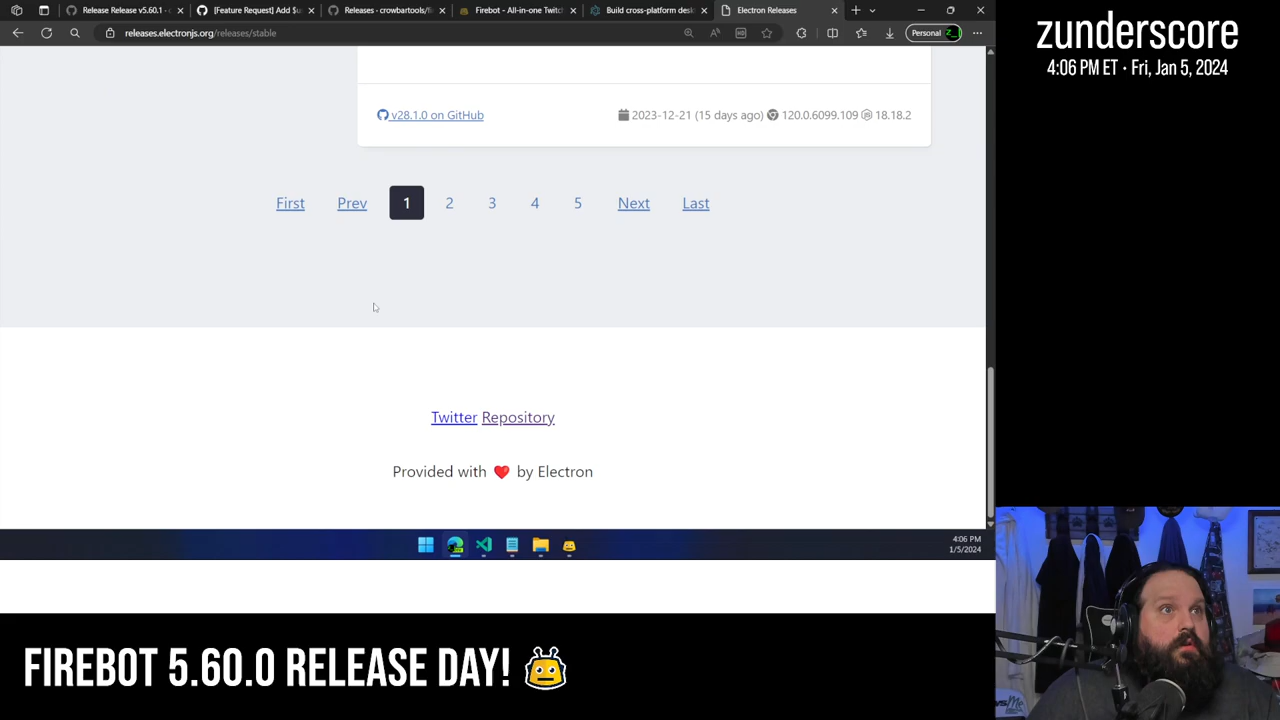 Release Release v5.60.1 ·
[Feature Request] Add $u
Releases · crowbartools/fi
Firebot - All-in-one Twitch
Build cross-platform desk
Electron Releases
releases.electronjs.org/releases/stable
Personal
zunderscore
4:06 PM ET · Fri, Jan 5, 2024
v28.1.0 on GitHub
2023-12-21 (15 days ago) 120.0.6099.109 18.18.2
First Prev 1 2 3 4 5 Next Last
Twitter Repository
Provided with ❤️ by Electron
4:06 PM
1/5/2024
FIREBOT 5.60.0 RELEASE DAY!